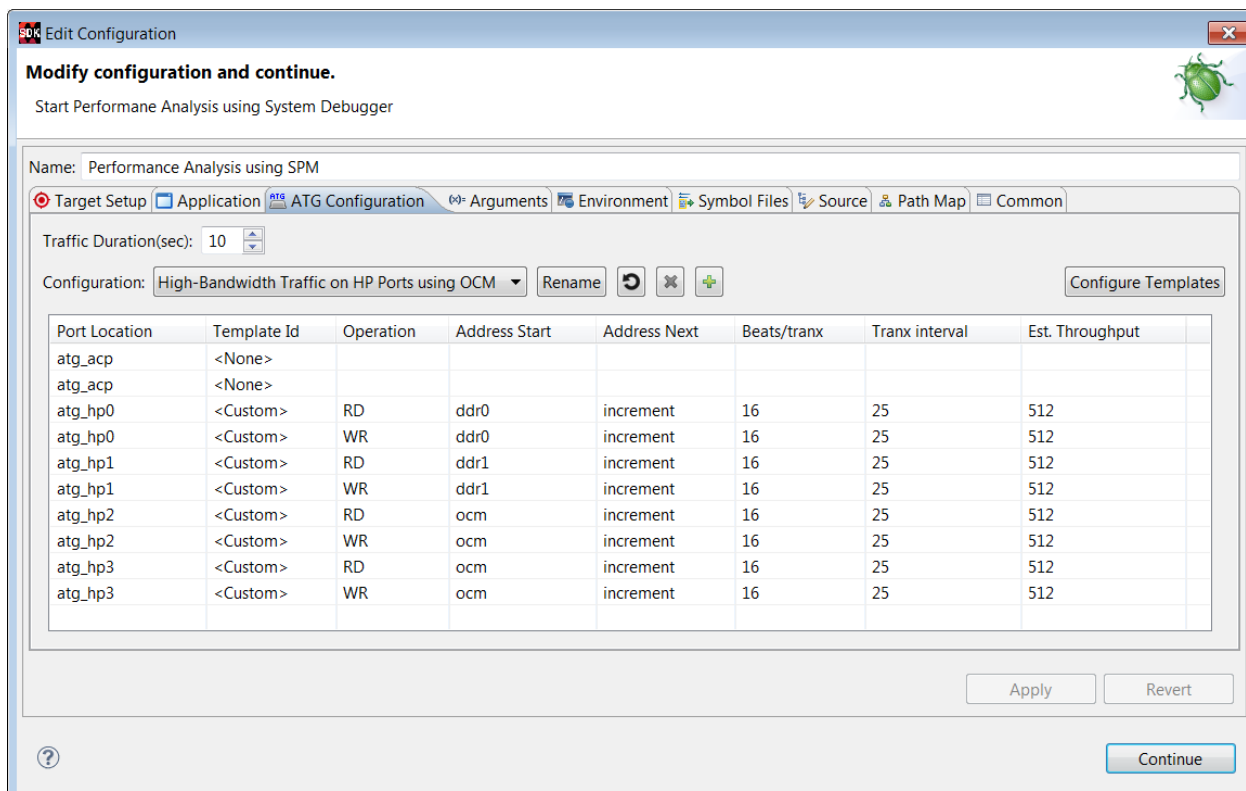 SDK Edit Configuration
Modify configuration and continue.
Start Performane Analysis using System Debugger
Name: Performance Analysis using SPM
Target Setup Application ATG ATG Configuration (x)= Arguments Environment Symbol Files Source Path Map Common
Traffic Duration(sec): 10
Configuration: High-Bandwidth Traffic on HP Ports using OCM Rename Configure Templates
Port Location Template Id Operation Address Start Address Next Beats/tranx Tranx interval Est. Throughput
atg_acp <None>
atg_acp <None>
atg_hp0 <Custom> RD ddr0 increment 16 25 512
atg_hp0 <Custom> WR ddr0 increment 16 25 512
atg_hp1 <Custom> RD ddr1 increment 16 25 512
atg_hp1 <Custom> WR ddr1 increment 16 25 512
atg_hp2 <Custom> RD ocm increment 16 25 512
atg_hp2 <Custom> WR ocm increment 16 25 512
atg_hp3 <Custom> RD ocm increment 16 25 512
atg_hp3 <Custom> WR ocm increment 16 25 512
Apply Revert
? Continue